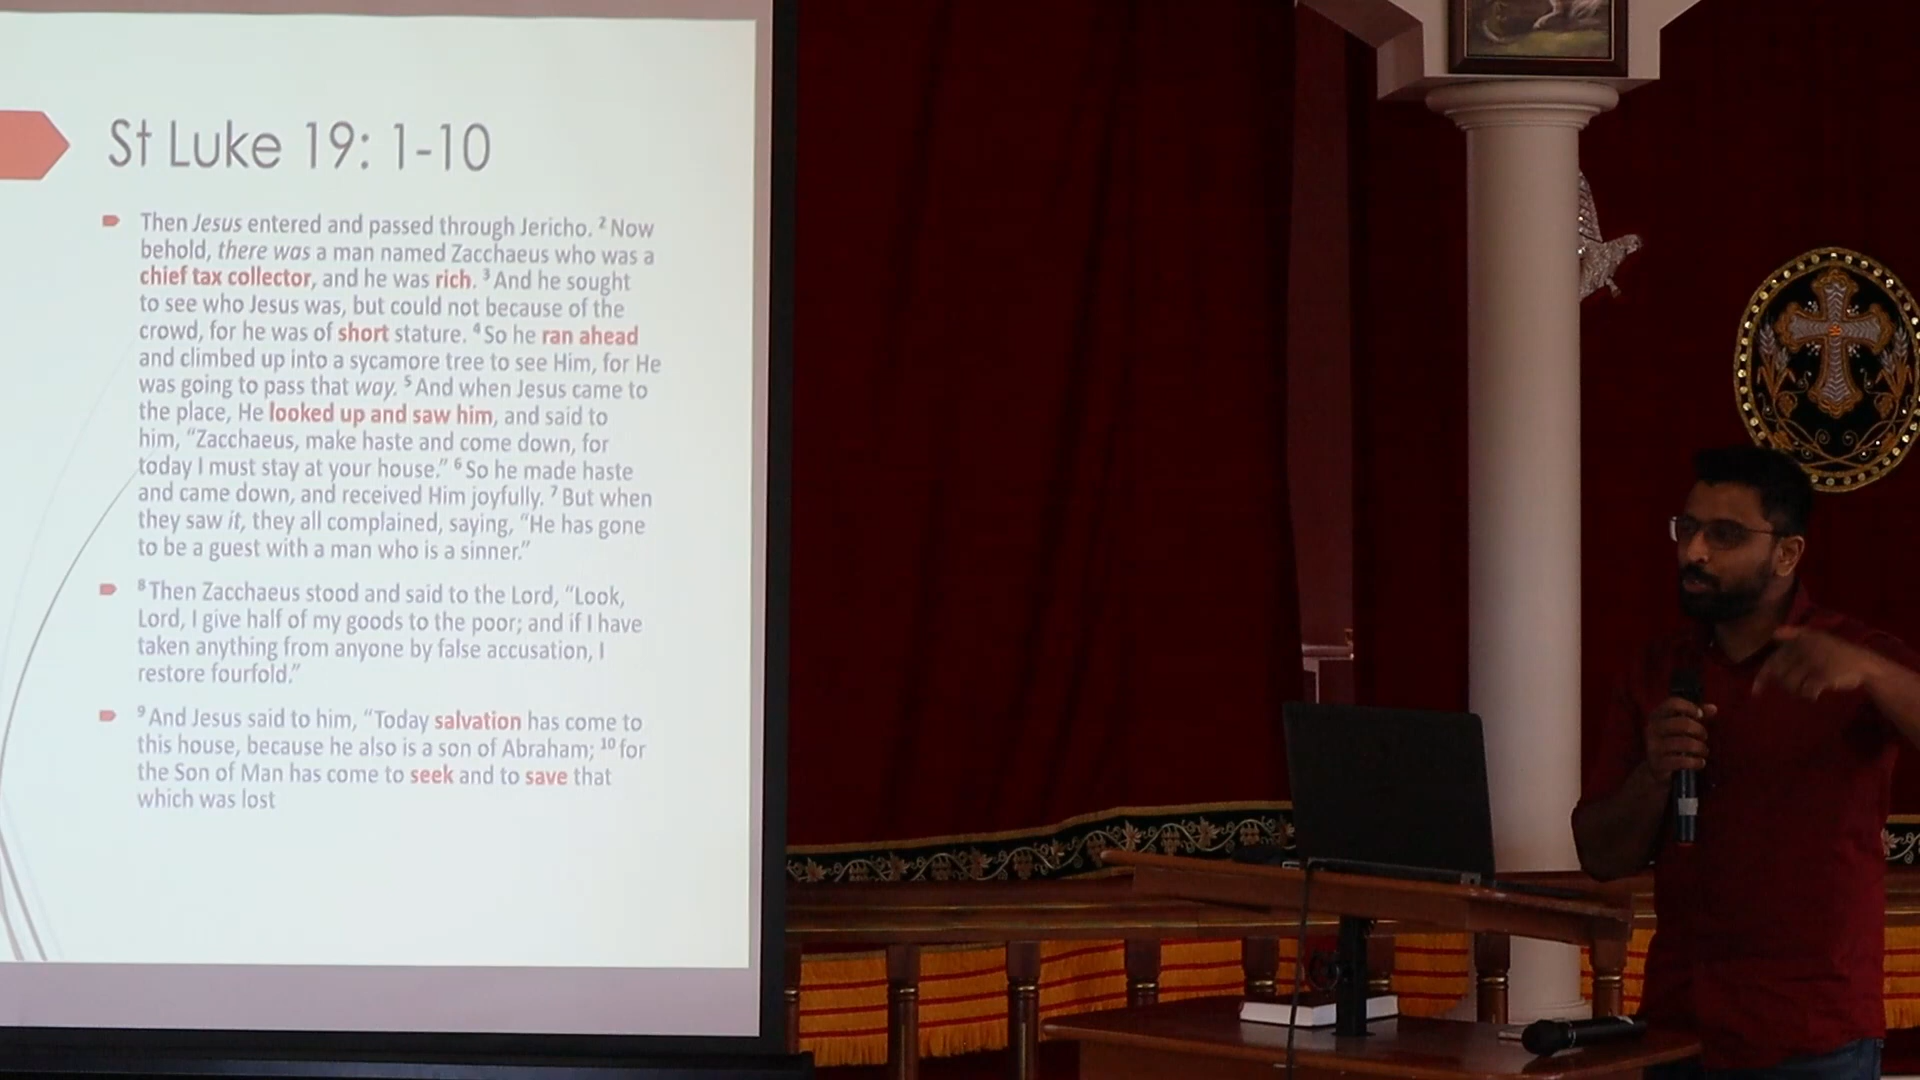 St Luke 19: 1-10
Then Jesus entered and passed through Jericho. ² Now
behold, there was a man named Zacchaeus who was a
chief tax collector, and he was rich. ³ And he sought
to see who Jesus was, but could not because of the
crowd, for he was of short stature. ⁴ So he ran ahead
and climbed up into a sycamore tree to see Him, for He
was going to pass that way. ⁵ And when Jesus came to
the place, He looked up and saw him, and said to
him, “Zacchaeus, make haste and come down, for
today I must stay at your house.” ⁶ So he made haste
and came down, and received Him joyfully. ⁷ But when
they saw it, they all complained, saying, “He has gone
to be a guest with a man who is a sinner.”
⁸ Then Zacchaeus stood and said to the Lord, “Look,
Lord, I give half of my goods to the poor; and if I have
taken anything from anyone by false accusation, I
restore fourfold.”
⁹ And Jesus said to him, “Today salvation has come to
this house, because he also is a son of Abraham; ¹⁰ for
the Son of Man has come to seek and to save that
which was lost